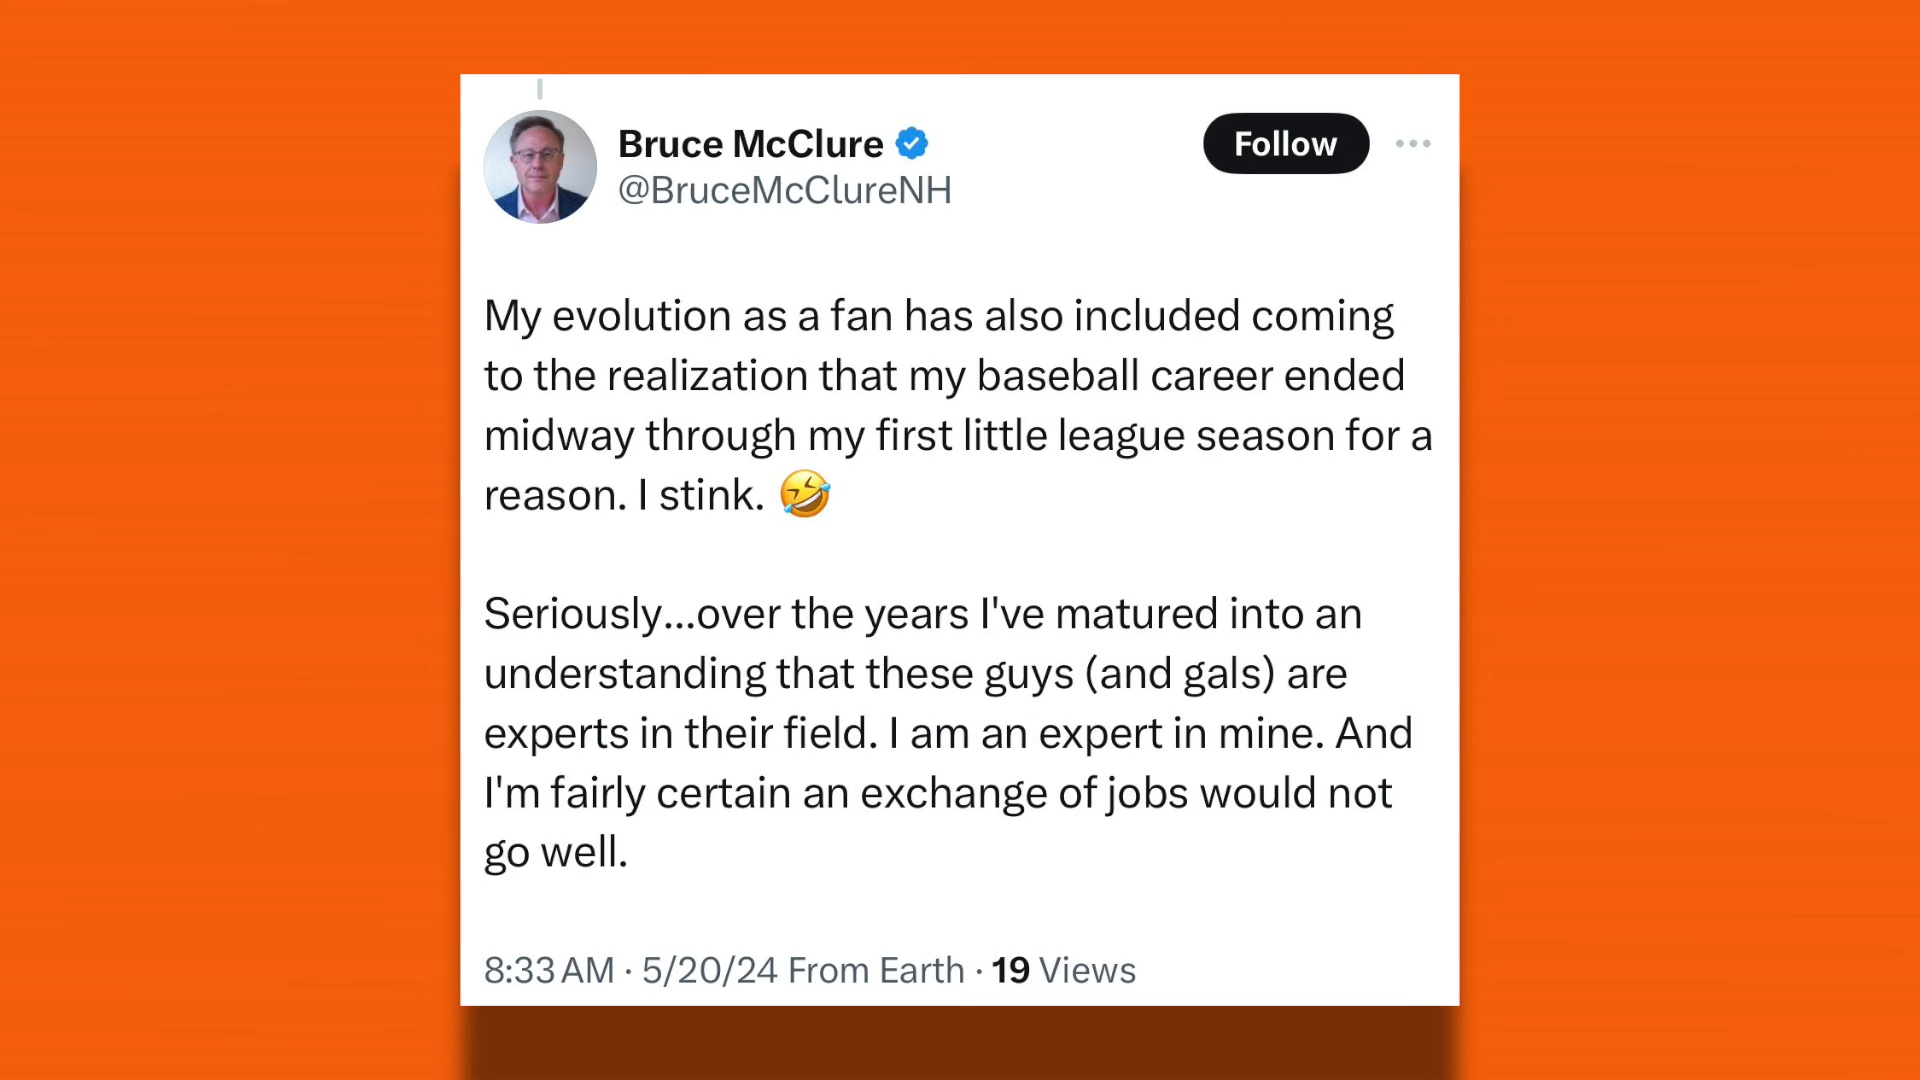 Bruce McClure
Follow
@BruceMcClureNH
My evolution as a fan has also included coming
to the realization that my baseball career ended
midway through my first little league season for a
reason. I stink. 🤣
Seriously...over the years I've matured into an
understanding that these guys (and gals) are
experts in their field. I am an expert in mine. And
I'm fairly certain an exchange of jobs would not
go well.
8:33 AM · 5/20/24 From Earth · 19 Views